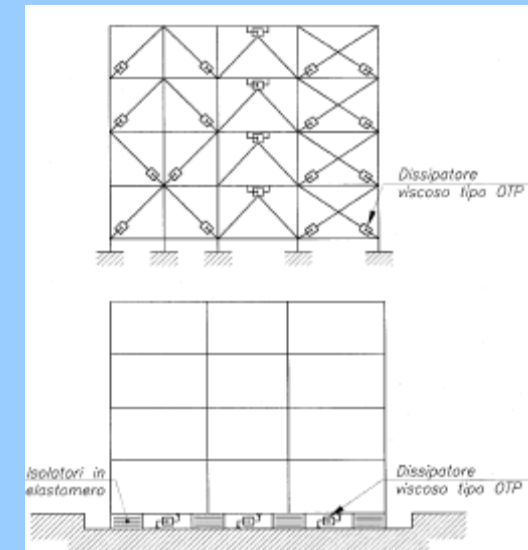 Dissipatore
viscoso tipo OTP
Isolatori in
elastomero
Dissipatore
viscoso tipo OTP